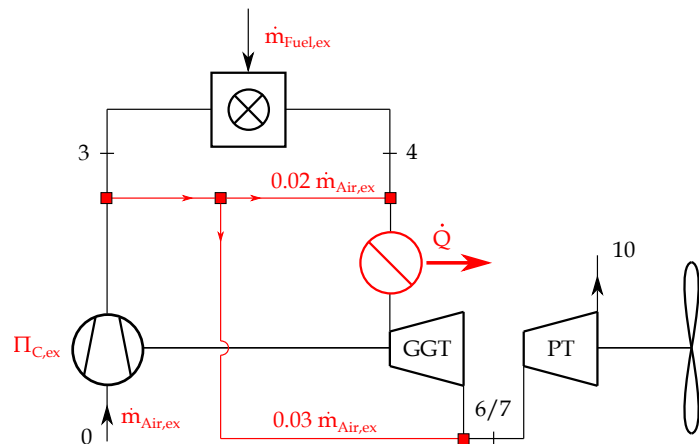 ṁFuel,ex
3
4
0.02 ṁAir,ex
Q̇
10
ΠC,ex
GGT
PT
ṁAir,ex
0
0.03 ṁAir,ex
6/7